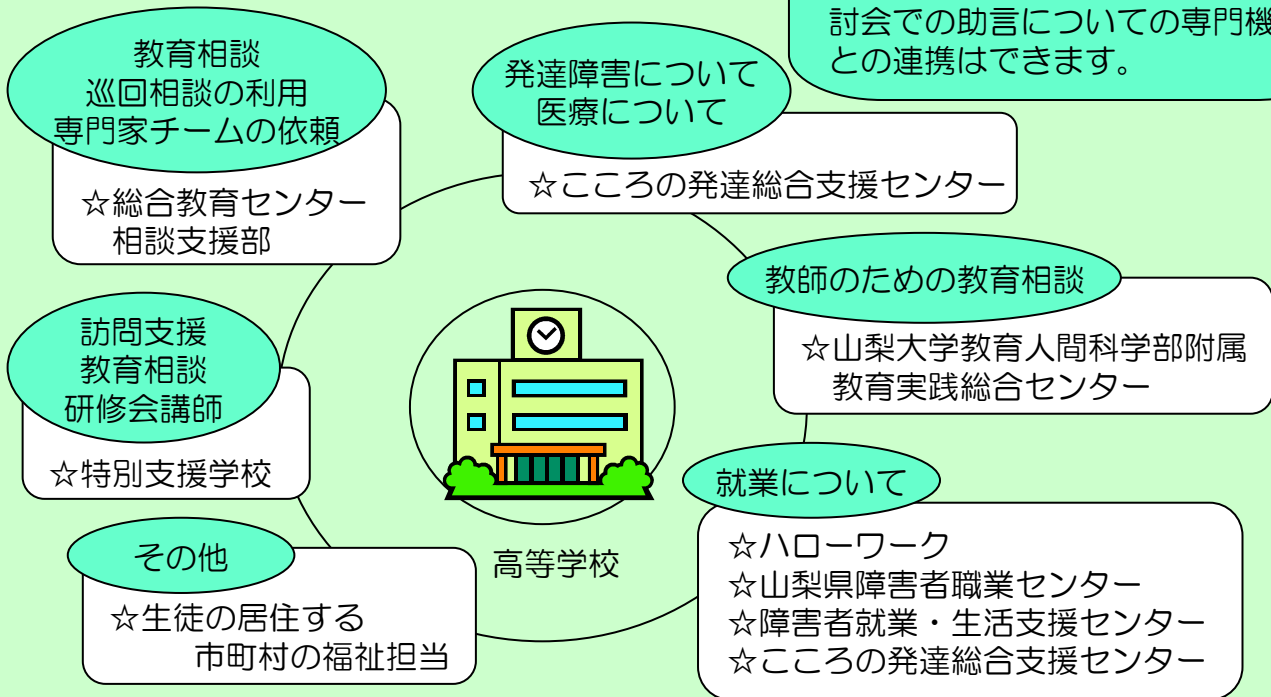 討会での助言についての専門機
との連携はできます。
教育相談
巡回相談の利用
専門家チームの依頼
☆総合教育センター
相談支援部
発達障害について
医療について
☆こころの発達総合支援センター
教師のための教育相談
☆山梨大学教育人間科学部附属
教育実践総合センター
訪問支援
教育相談
研修会講師
☆特別支援学校
就業について
☆ハローワーク
☆山梨県障害者職業センター
☆障害者就業・生活支援センター
☆こころの発達総合支援センター
その他
☆生徒の居住する
市町村の福祉担当
高等学校